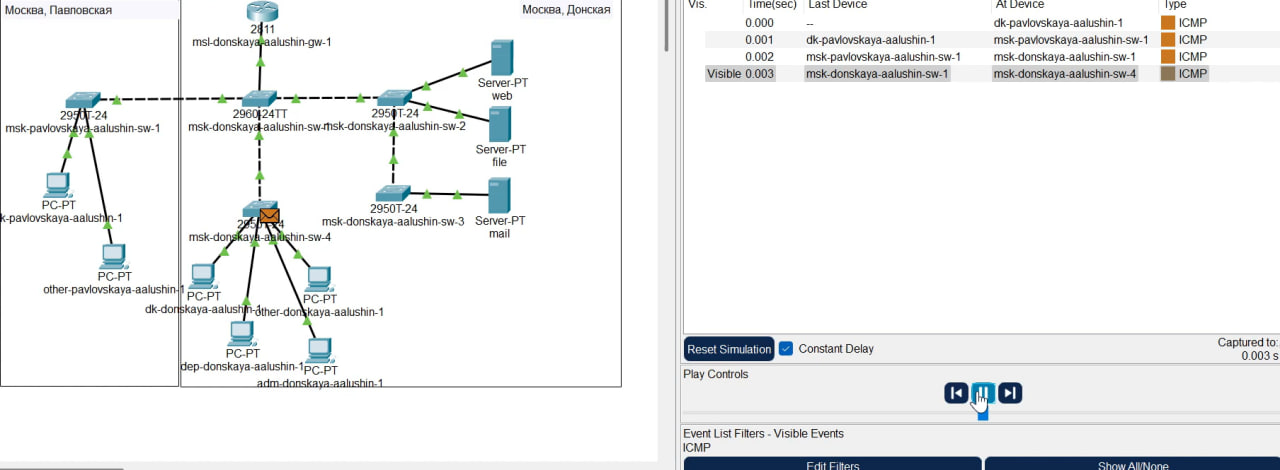 Москва, Павловская
Москва, Донская
2811
msl-donskaya-aalushin-gw-1
Server-PT
web
2950T-24
msk-pavlovskaya-aalushin-sw-1
2960-24TT
msk-donskaya-aalushin-sw-1
2950T-24
msk-donskaya-aalushin-sw-2
Server-PT
file
PC-PT
k-pavlovskaya-aalushin-1
2950T-24
msk-donskaya-aalushin-sw-4
2950T-24
msk-donskaya-aalushin-sw-3
Server-PT
mail
PC-PT
other-pavlovskaya-aalushin-1
PC-PT
dk-donskaya-aalushin-1
PC-PT
other-donskaya-aalushin-1
PC-PT
dep-donskaya-aalushin-1
PC-PT
adm-donskaya-aalushin-1
Vis. Time(sec) Last Device At Device Type
0.000 -- dk-pavlovskaya-aalushin-1 ICMP
0.001 dk-pavlovskaya-aalushin-1 msk-pavlovskaya-aalushin-sw-1 ICMP
0.002 msk-pavlovskaya-aalushin-sw-1 msk-donskaya-aalushin-sw-1 ICMP
Visible 0.003 msk-donskaya-aalushin-sw-1 msk-donskaya-aalushin-sw-4 ICMP
Reset Simulation Constant Delay Captured to:
0.003 s
Play Controls
Event List Filters - Visible Events
ICMP
Edit Filters Show All/None